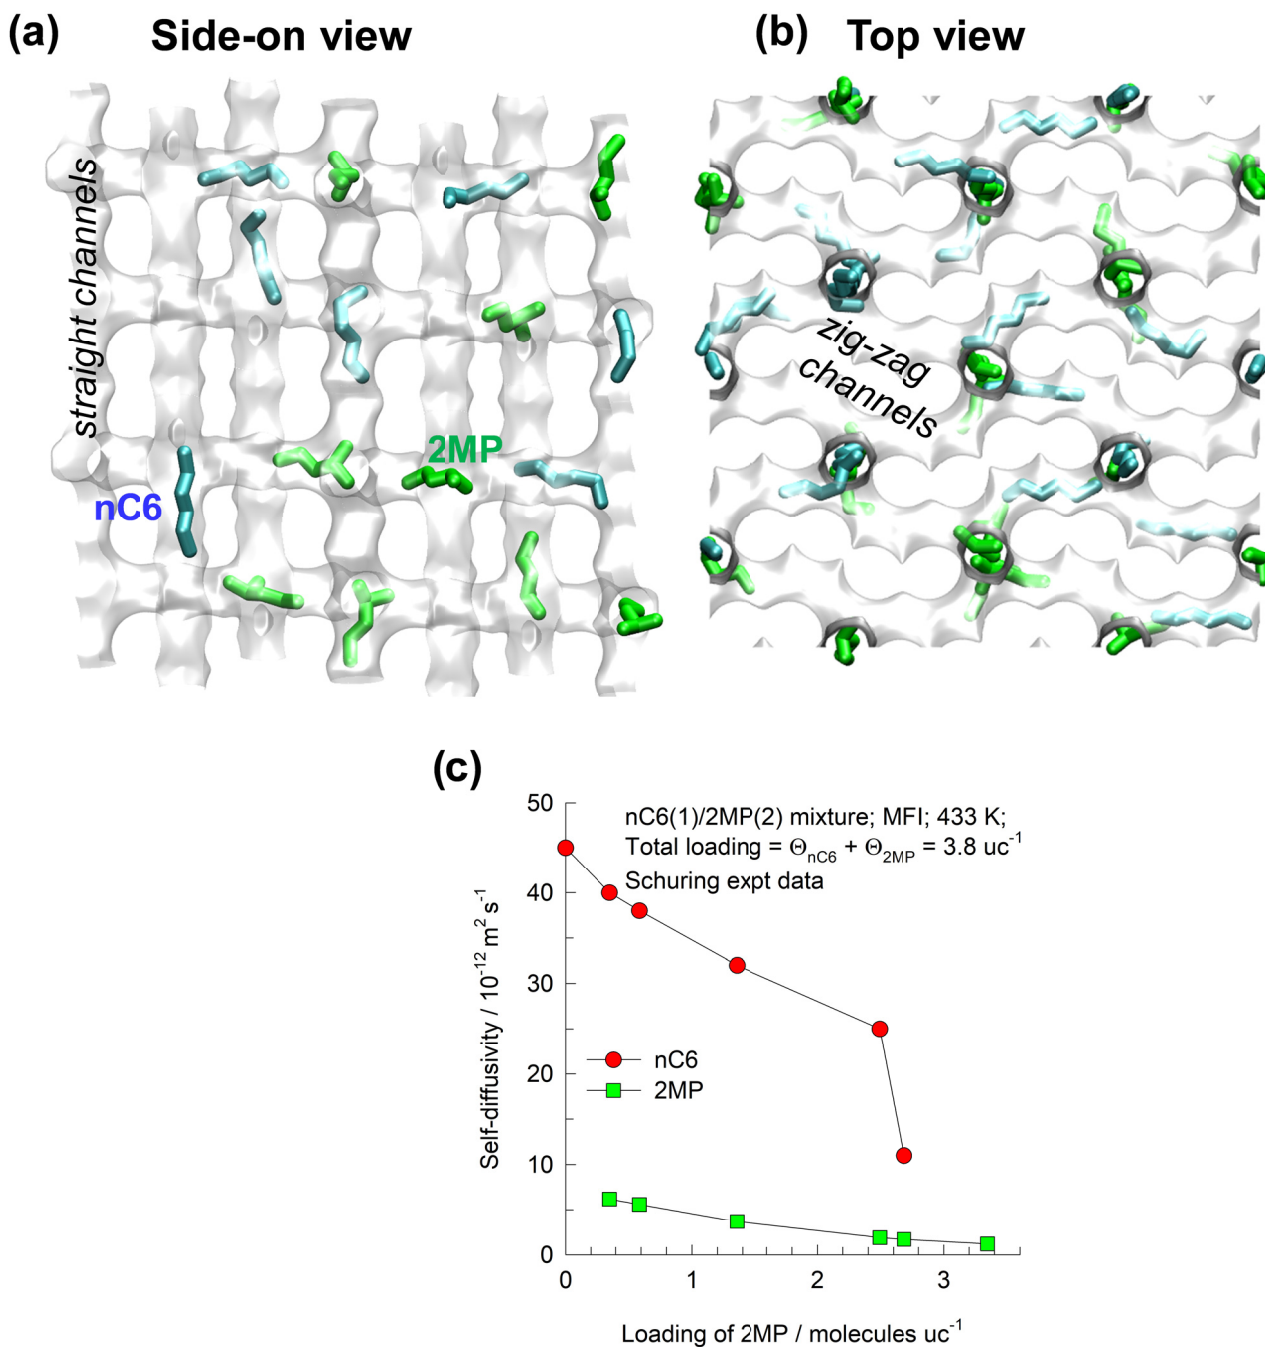 (a) Side-on view
straight channels
2MP
nC6
(b) Top view
zig-zag
channels
(c)
nC6(1)/2MP(2) mixture; MFI; 433 K;
Total loading = Θ_nC6 + Θ_2MP = 3.8 uc⁻¹
Schuring expt data
Self-diffusivity / 10⁻¹² m² s⁻¹
50
40
30
20
10
0
nC6
2MP
0 1 2 3
Loading of 2MP / molecules uc⁻¹